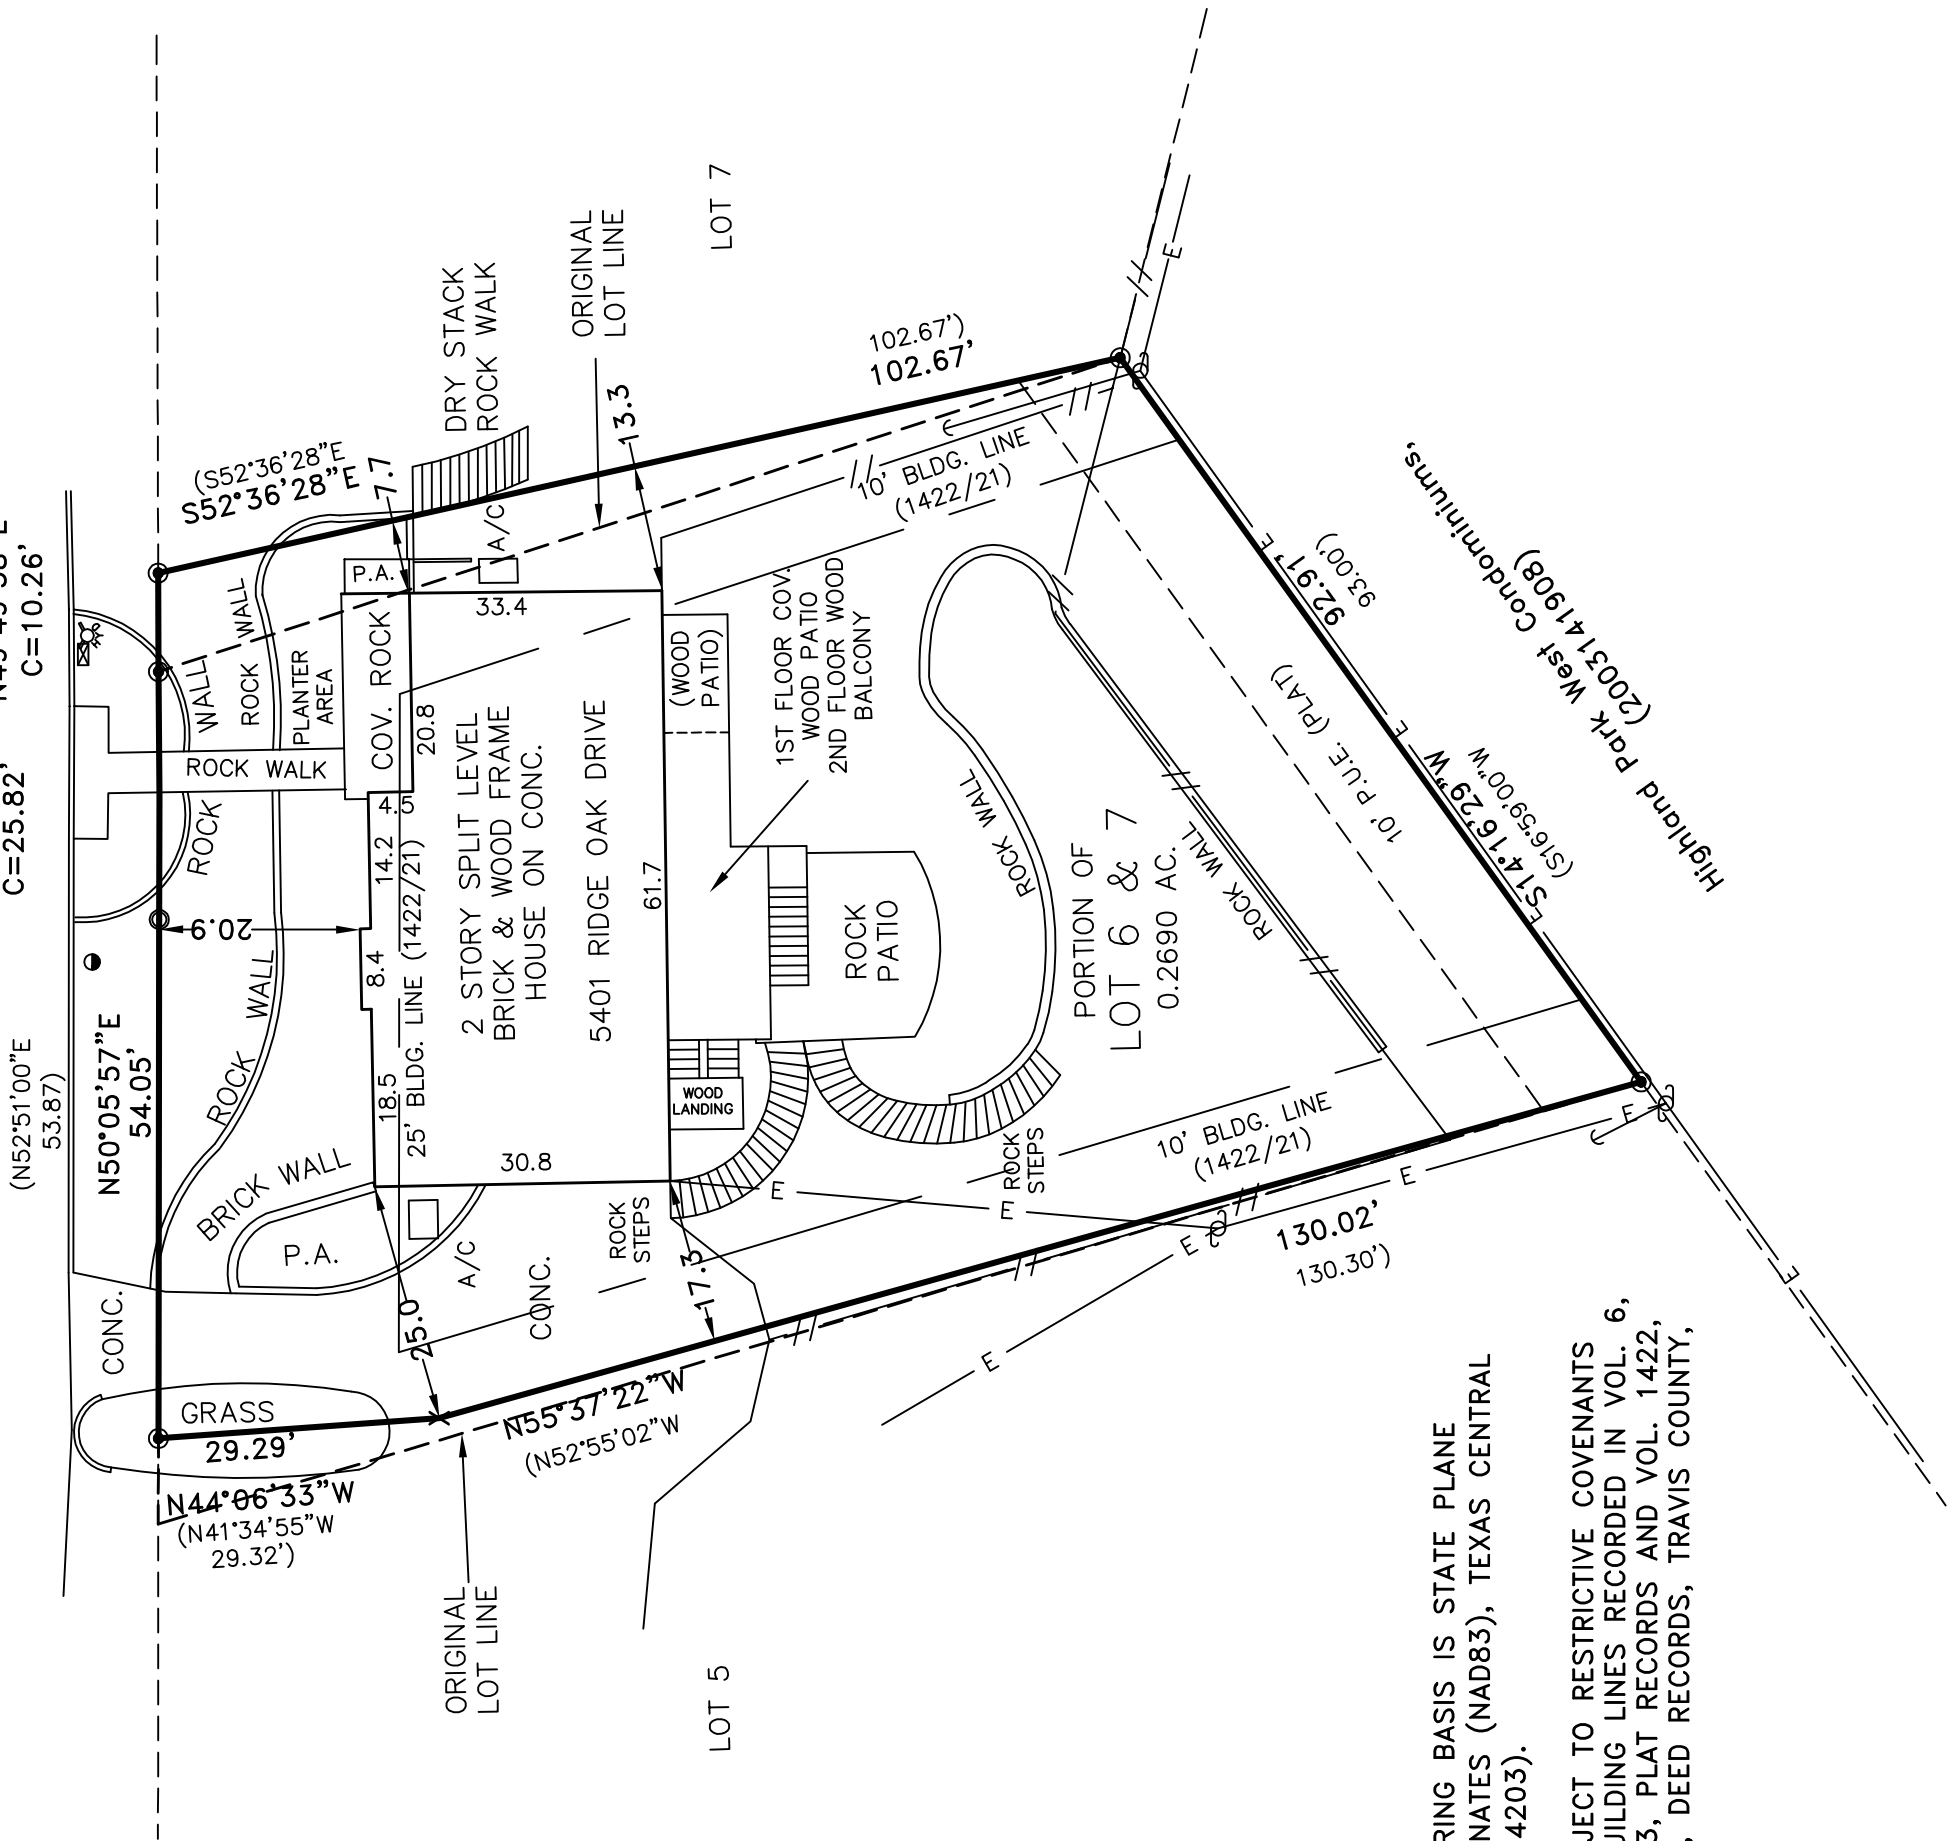 C=25.82'
C=10.26'
(N52°51'00"E
53.87)
N50°05'57"E
54.05'
(S52°36'28"E
S52°36'28"E
7.7
DRY STACK
ROCK WALK
ORIGINAL
LOT LINE
13.3
LOT 7
102.67')
102.67'
WALL
ROCK
WALL
ROCK
PLANTER
AREA
P.A.
A/C
COV. ROCK
ROCK WALK
33.4
20.8
4.5
14.2
20.9
8.4
18.5
25' BLDG. LINE (1422/21)
2 STORY SPLIT LEVEL
BRICK & WOOD FRAME
HOUSE ON CONC.
5401 RIDGE OAK DRIVE
61.7
30.8
(WOOD
PATIO)
1ST FLOOR COV.
WOOD PATIO
2ND FLOOR WOOD
BALCONY
10' BLDG. LINE
(1422/21)
ROCK
PATIO
ROCK WALL
ROCK WALL
PORTION OF
LOT 6 & 7
0.2690 AC.
10' P.U.E. (PLAT)
92.91'
93.00')
S14°16'29"W
(S16°59'00"W
Highland Park West Condominiums,
(2003141908)
WALL
ROCK
BRICK WALL
P.A.
A/C
CONC.
CONC.
ROCK
STEPS
WOOD
LANDING
ROCK
STEPS
10' BLDG. LINE
(1422/21)
17.3
25.0
130.02'
130.30')
GRASS
29.29'
N44°06'33"W
(N41°34'55"W
29.32')
N55°37'22"W
(N52°55'02"W
ORIGINAL
LOT LINE
LOT 5
E
E
E
E
E
E
E
E
E
E
E
RING BASIS IS STATE PLANE
NATES (NAD83), TEXAS CENTRAL
4203).
JECT TO RESTRICTIVE COVENANTS
UILDING LINES RECORDED IN VOL. 6,
3, PLAT RECORDS AND VOL. 1422,
, DEED RECORDS, TRAVIS COUNTY,